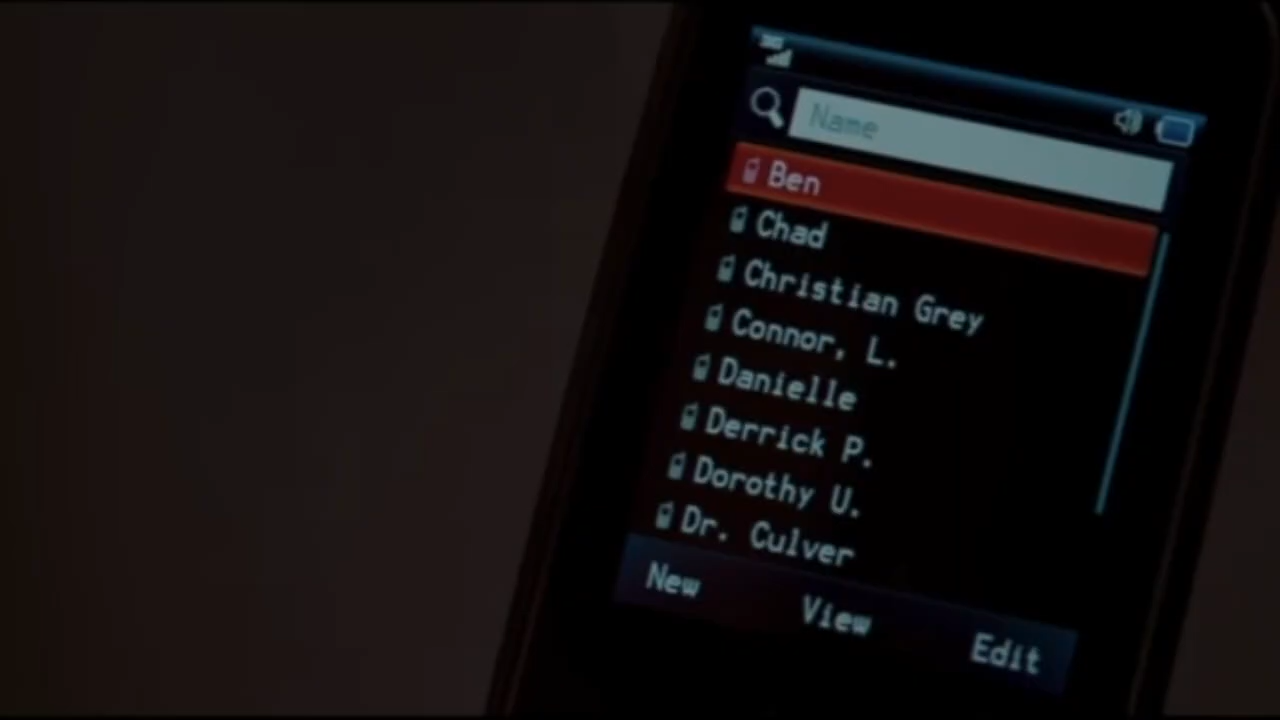 Name
Ben
Chad
Christian Grey
Connor, L.
Danielle
Derrick P.
Dorothy U.
Dr. Culver
New View Edit